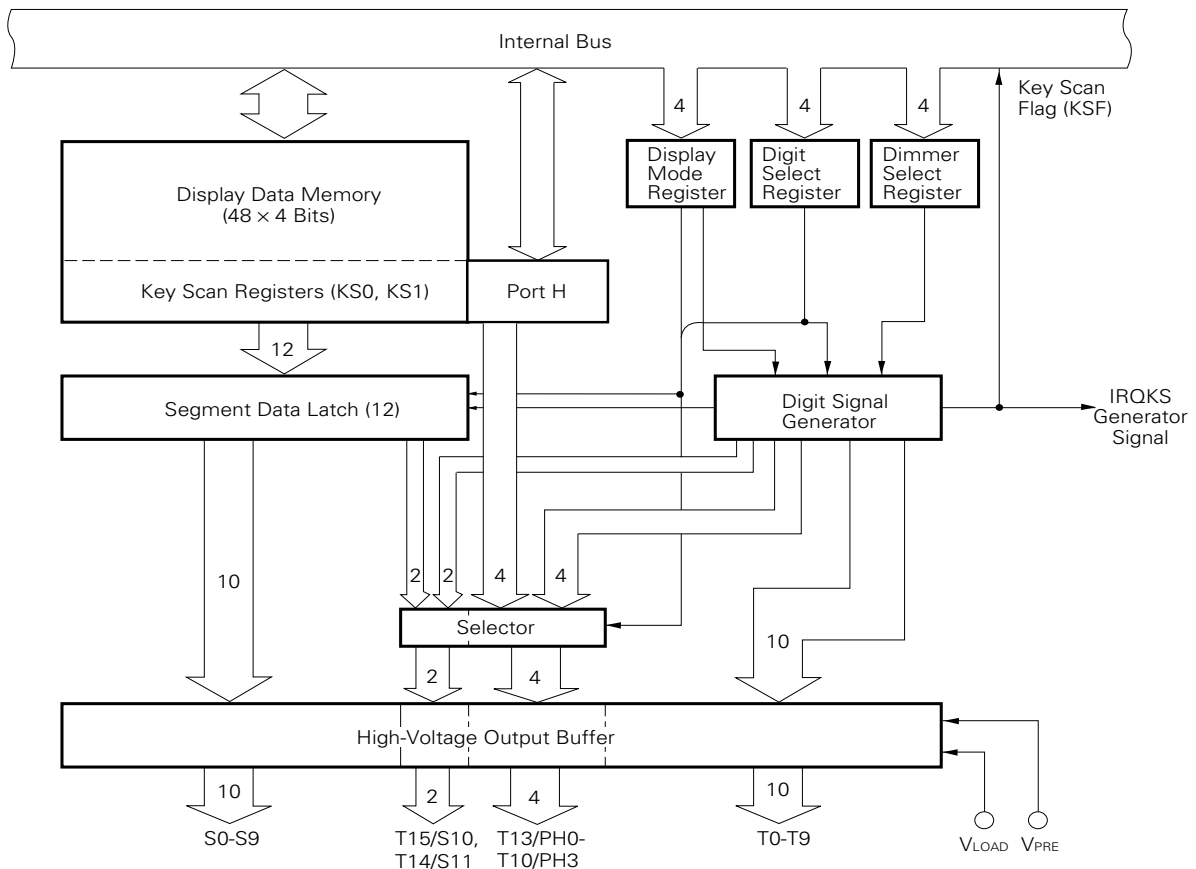 Internal Bus
4
4
4
Key Scan
Flag (KSF)
Display Data Memory
(48 × 4 Bits)
Display
Mode
Register
Digit
Select
Register
Dimmer
Select
Register
Key Scan Registers (KS0, KS1)
Port H
12
Segment Data Latch (12)
Digit Signal
Generator
IRQKS
Generator
Signal
10
2
2
4
4
Selector
10
2
4
High-Voltage Output Buffer
10
2
4
10
S0-S9
T15/S10,
T14/S11
T13/PH0-
T10/PH3
T0-T9
VLOAD
VPRE